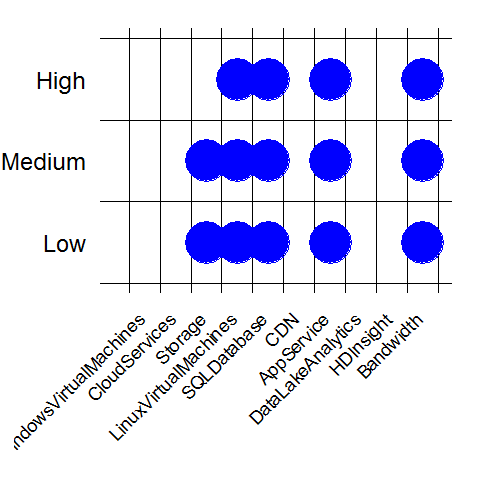 High
Medium
Low
ndowsVirtualMachines
CloudServices
Storage
LinuxVirtualMachines
SQLDatabase
CDN
AppService
DataLakeAnalytics
HDInsight
Bandwidth